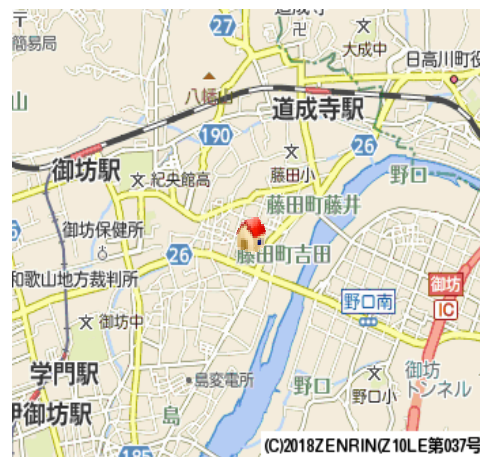 27
道成寺
大成中
簡易局
日高川町役
山
八幡山
道成寺駅
190
26
御坊駅
藤田小
紀央館高
野口
藤田町藤井
御坊保健所
藤田町吉田
26
和歌山地方裁判所
御坊
野口南
IC
御坊中
学門駅
御坊
トンネル
島変電所
野口
甲御坊駅
島
野口小
185
(C)2018ZENRIN(Z10LE第037号